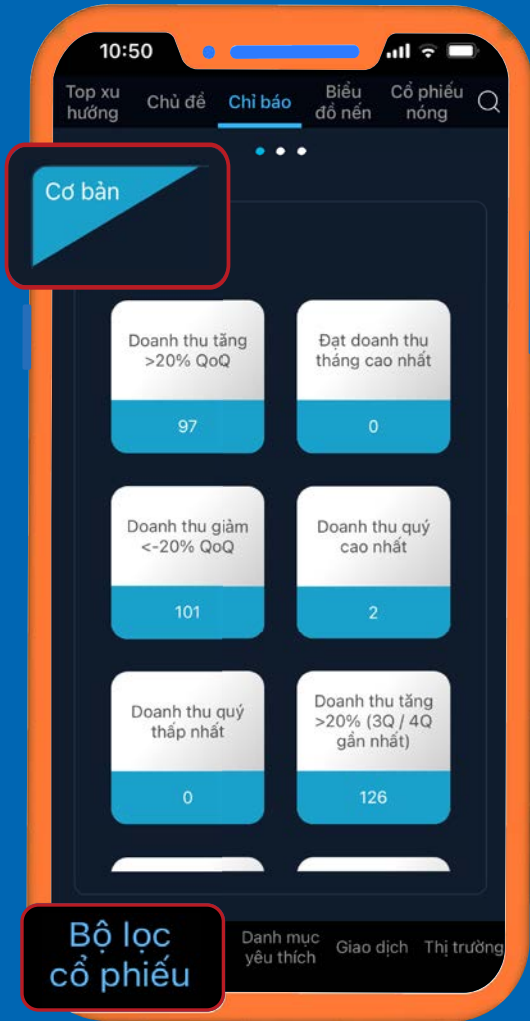 10:50
Top xu
hướng
Chủ đề
Chỉ báo
Biểu
đồ nến
Cổ phiếu
nóng
Cơ bản
Doanh thu tăng
>20% QoQ
97
Đạt doanh thu
tháng cao nhất
0
Doanh thu giảm
<-20% QoQ
101
Doanh thu quý
cao nhất
2
Doanh thu quý
thấp nhất
0
Doanh thu tăng
>20% (3Q / 4Q
gần nhất)
126
Bộ lọc
cổ phiếu
Danh mục
yêu thích
Giao dịch
Thị trường